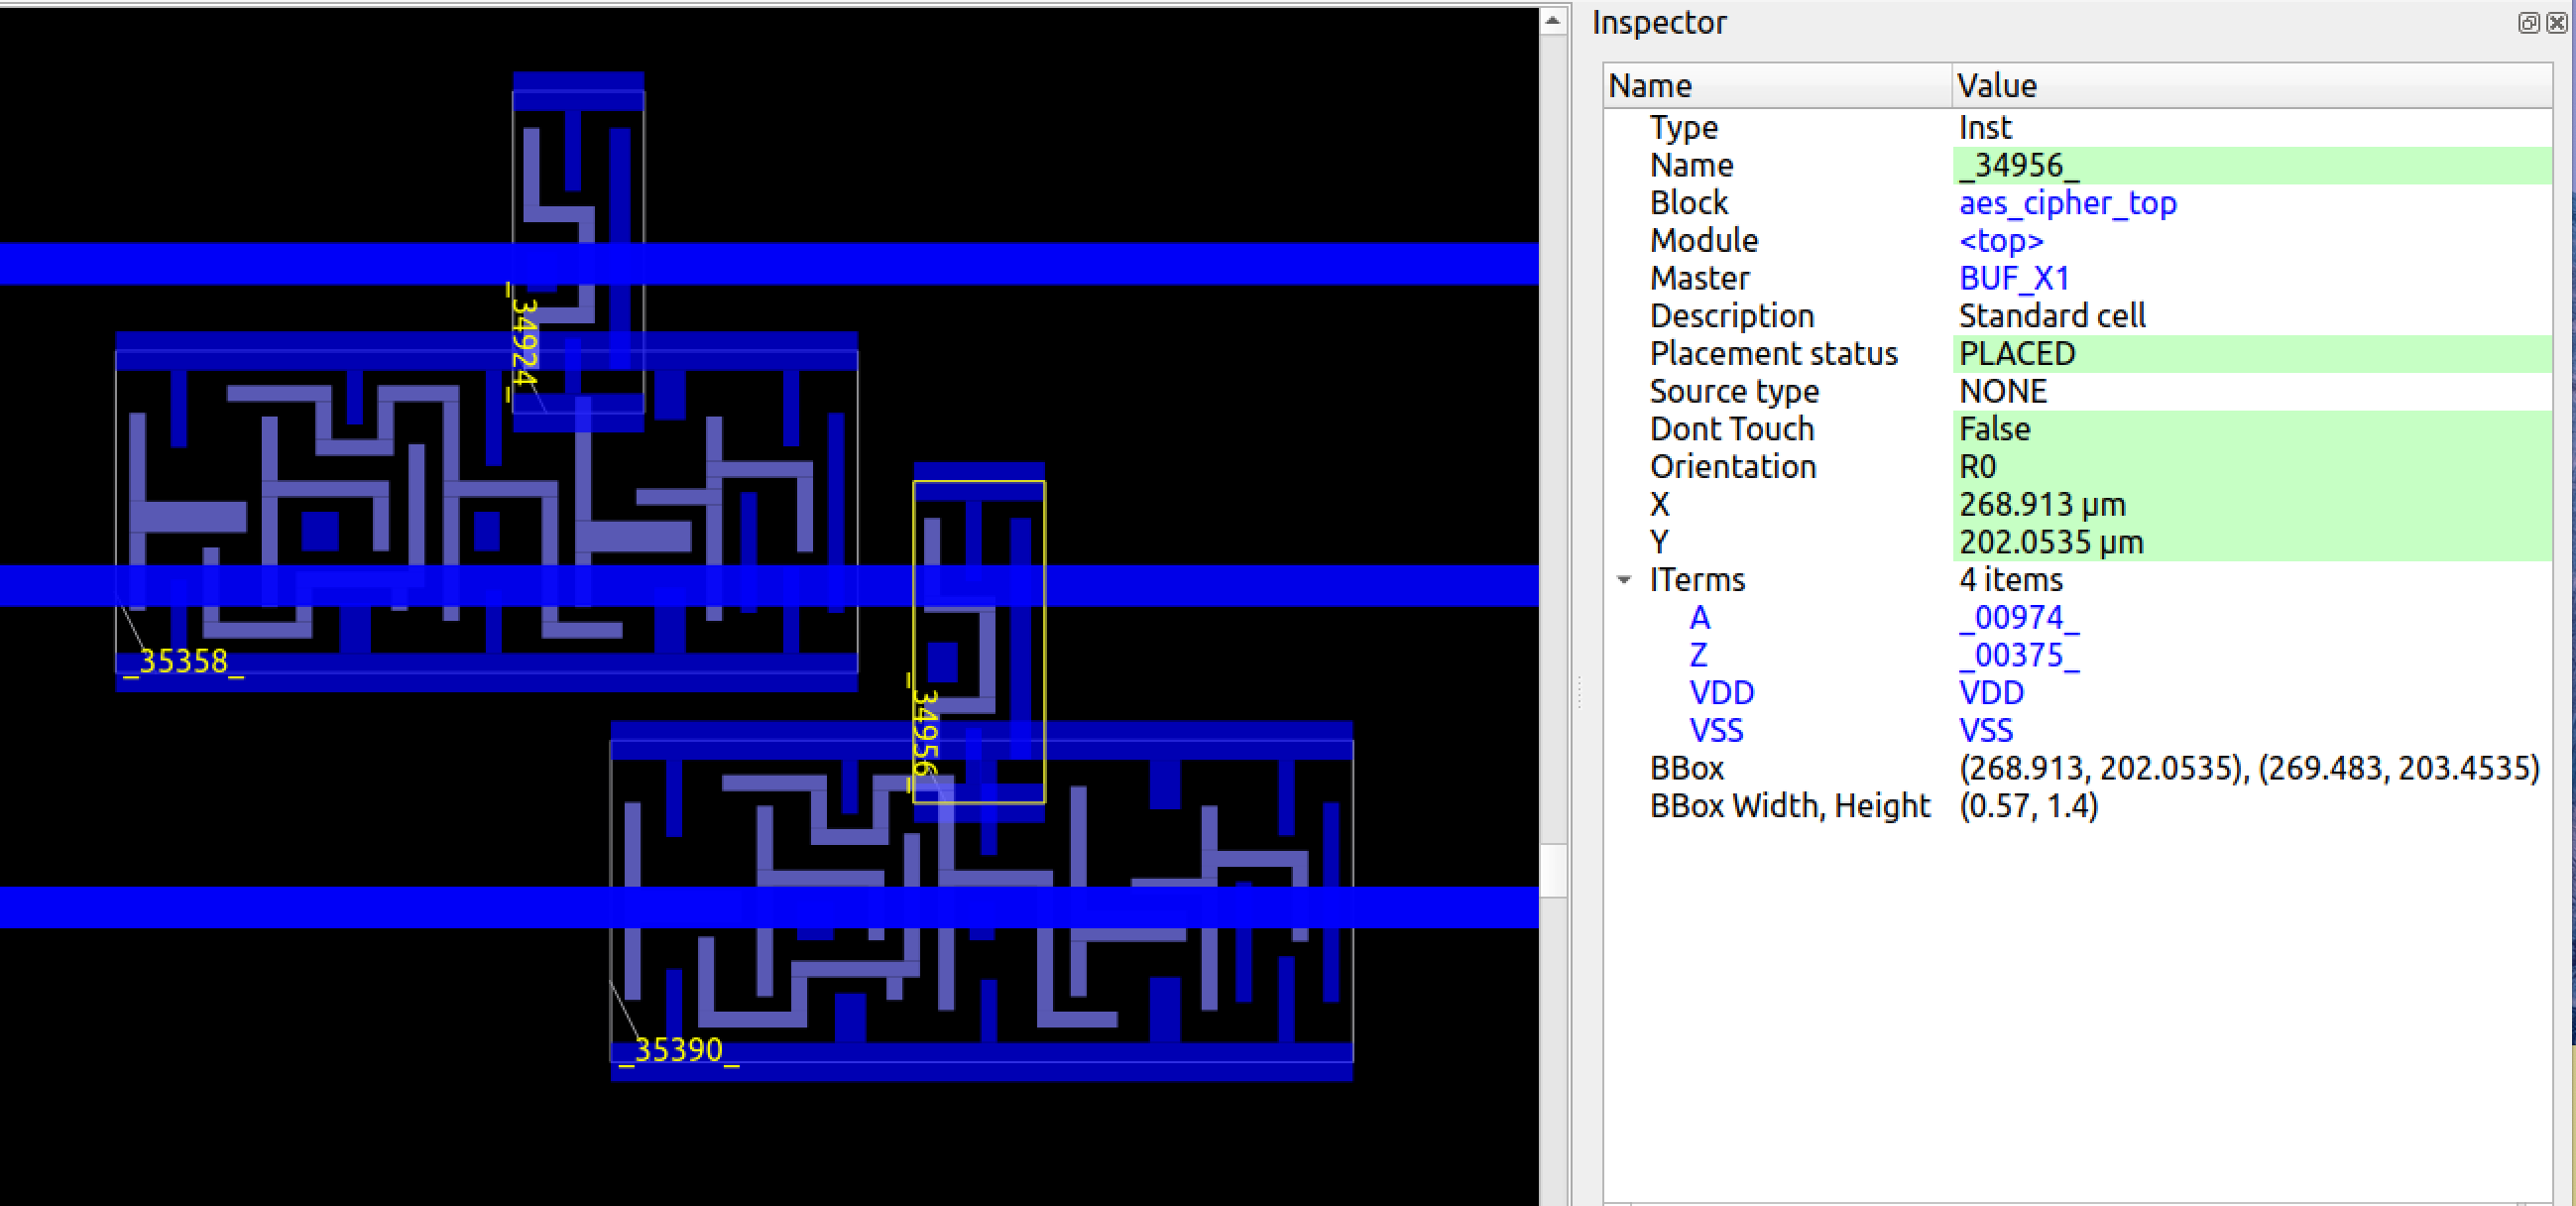 _34924_
_35358_
_34956_
_35390_
Inspector
Name Value
Type Inst
Name _34956_
Block aes_cipher_top
Module <top>
Master BUF_X1
Description Standard cell
Placement status PLACED
Source type NONE
Dont Touch False
Orientation R0
X 268.913 µm
Y 202.0535 µm
ITerms 4 items
A _00974_
Z _00375_
VDD VDD
VSS VSS
BBox (268.913, 202.0535), (269.483, 203.4535)
BBox Width, Height (0.57, 1.4)